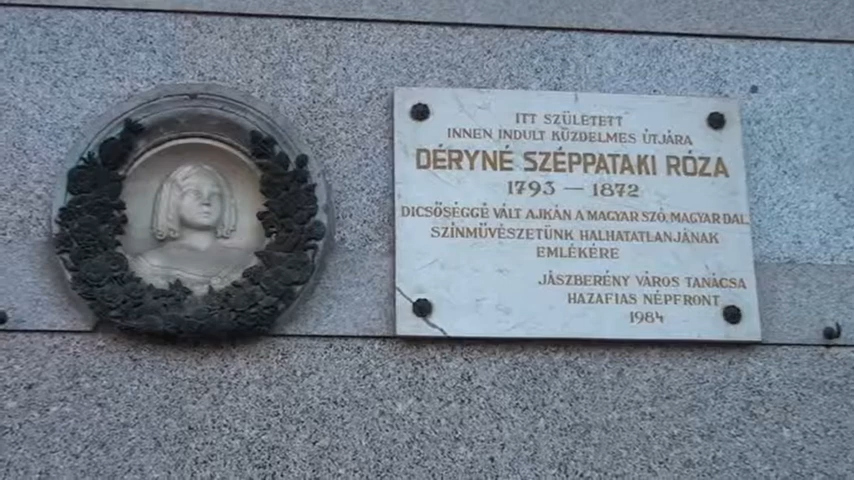 ITT SZÜLETETT
INNEN INDULT KÜZDELMES ÚTJÁRA
DÉRYNÉ SZÉPPATAKI RÓZA
1793 — 1872
DICSŐSÉGGÉ VÁLT AJKÁN A MAGYAR SZÓ, MAGYAR DAL
SZÍNMŰVÉSZETÜNK HALHATATLANJÁNAK
EMLÉKÉRE
JÁSZBERÉNY VÁROS TANÁCSA
HAZAFIAS NÉPFRONT
1984